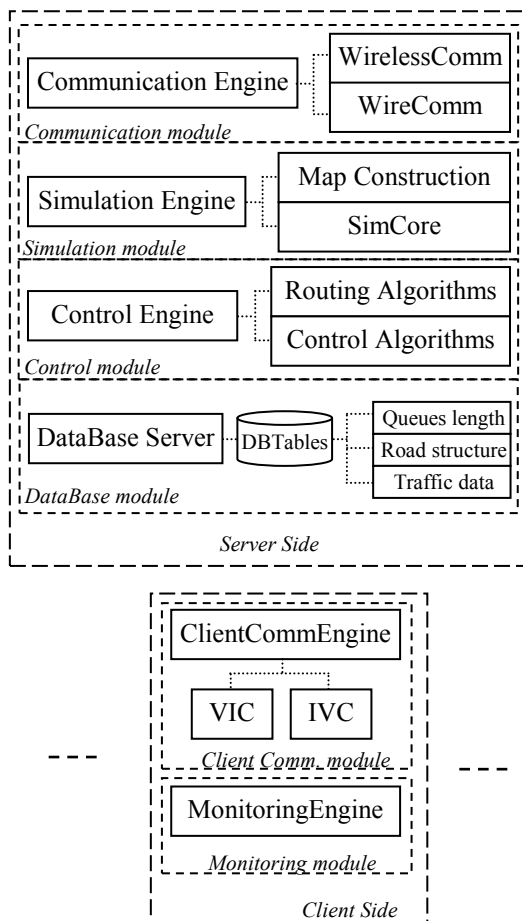 Communication Engine
WirelessComm
WireComm
Communication module
Simulation Engine
Map Construction
SimCore
Simulation module
Control Engine
Routing Algorithms
Control Algorithms
Control module
DataBase Server
DBTables
Queues length
Road structure
Traffic data
DataBase module
Server Side
ClientCommEngine
VIC
IVC
Client Comm. module
MonitoringEngine
Monitoring module
Client Side